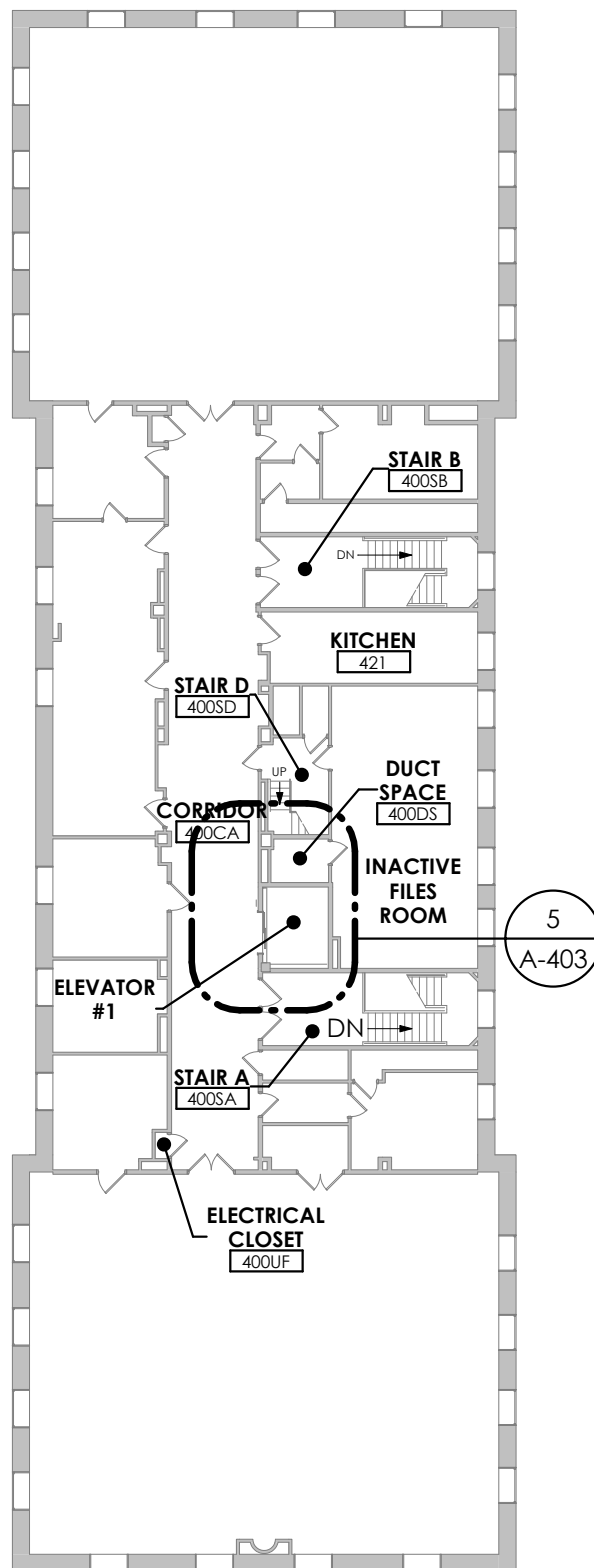 STAIR B
400SB
DN
KITCHEN
421
STAIR D
400SD
UP
DUCT
SPACE
400DS
CORRIDOR
400CA
INACTIVE
FILES
ROOM
5
A-403
ELEVATOR
#1
DN
STAIR A
400SA
ELECTRICAL
CLOSET
400UF